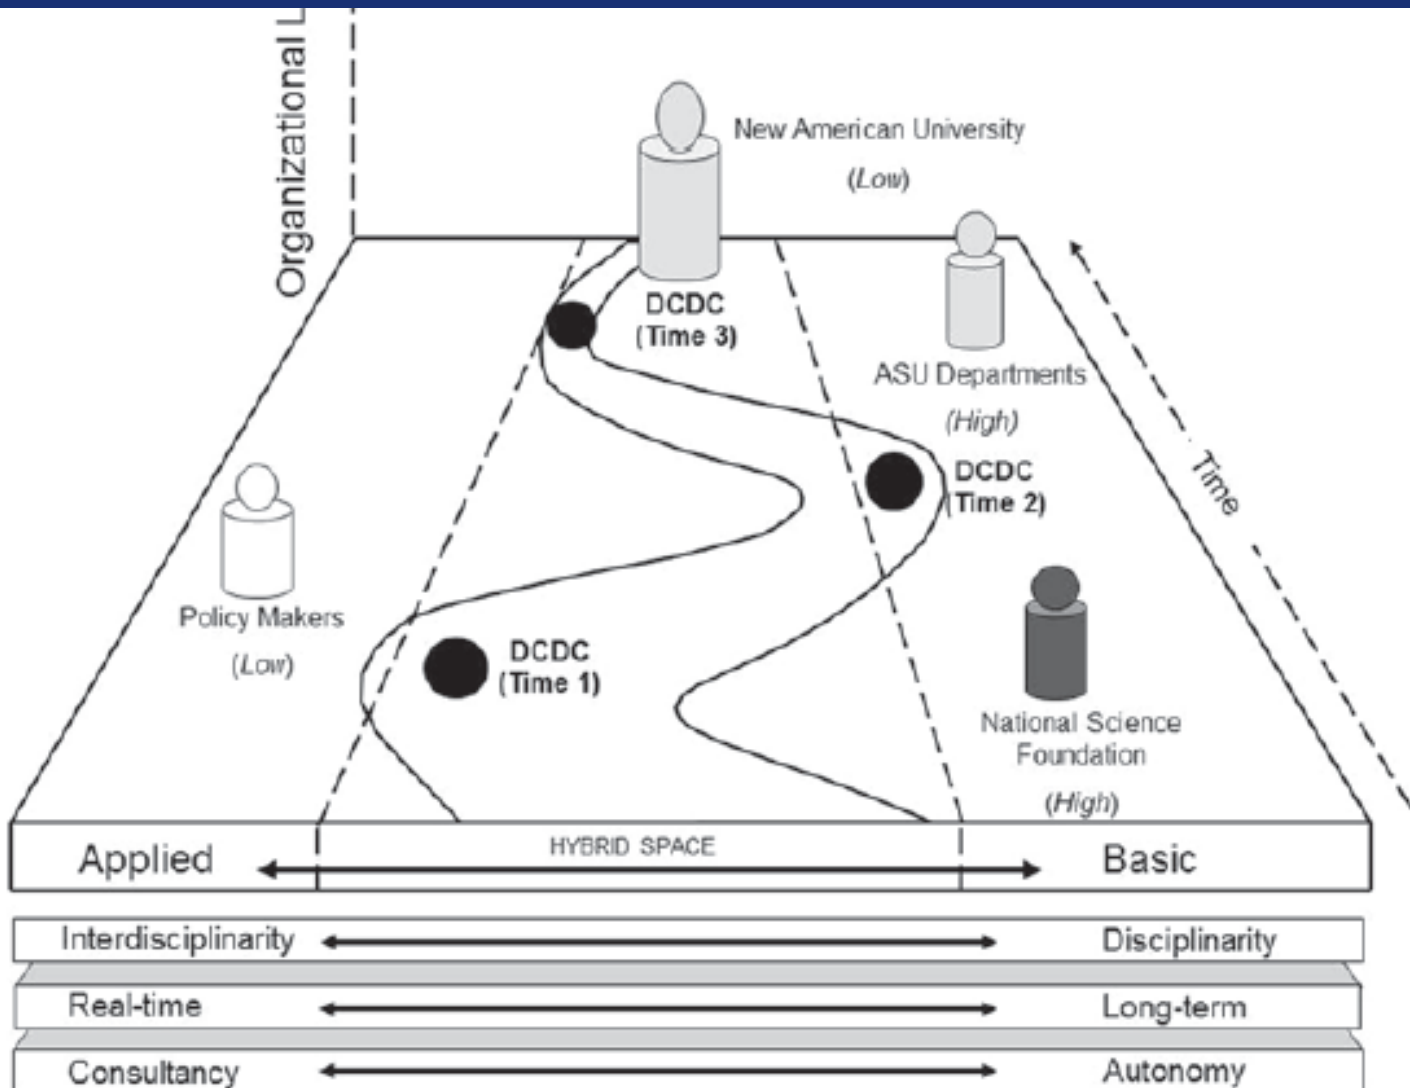 Organizational L
New American University
(Low)
DCDC
(Time 3)
ASU Departments
(High)
Time
DCDC
(Time 2)
Policy Makers
(Low)
DCDC
(Time 1)
National Science
Foundation
(High)
Applied
HYBRID SPACE
Basic
Interdisciplinarity
Disciplinarity
Real-time
Long-term
Consultancy
Autonomy